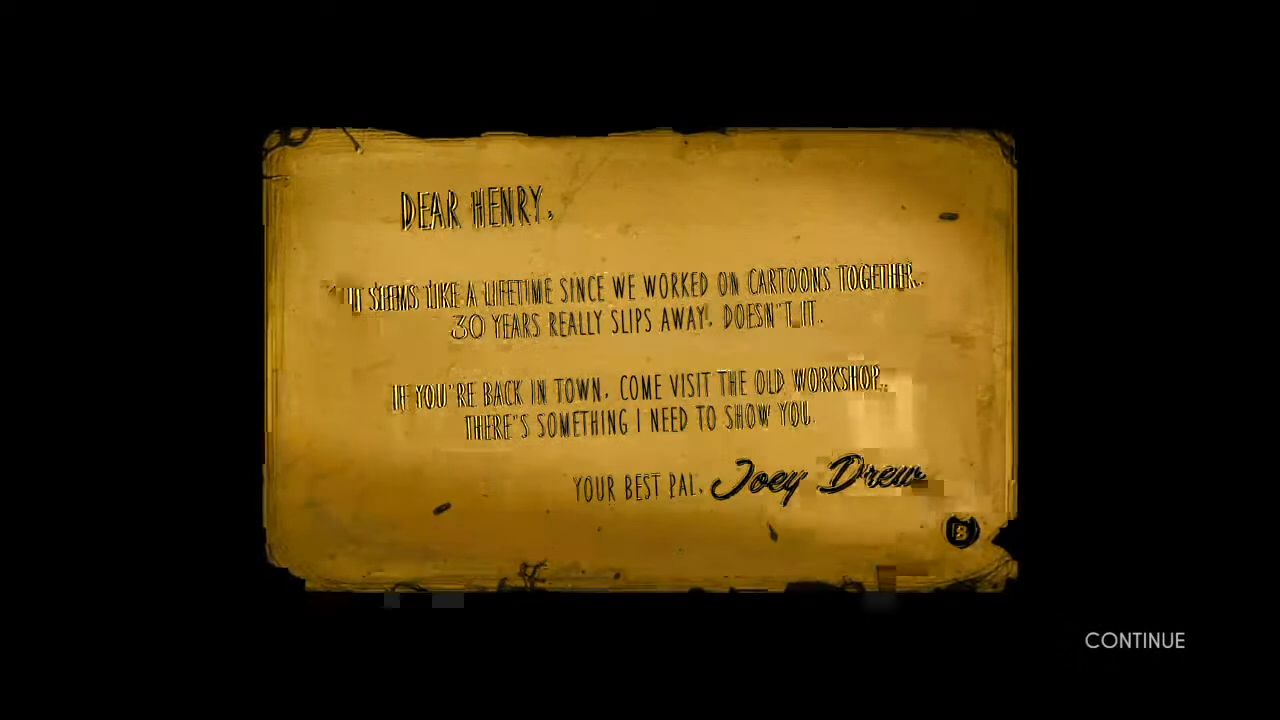 DEAR HENRY,
IT SEEMS LIKE A LIFETIME SINCE WE WORKED ON CARTOONS TOGETHER.
30 YEARS REALLY SLIPS AWAY, DOESN'T IT.
IF YOU'RE BACK IN TOWN, COME VISIT THE OLD WORKSHOP.
THERE'S SOMETHING I NEED TO SHOW YOU.
YOUR BEST PAL, Joey Drew
B
CONTINUE